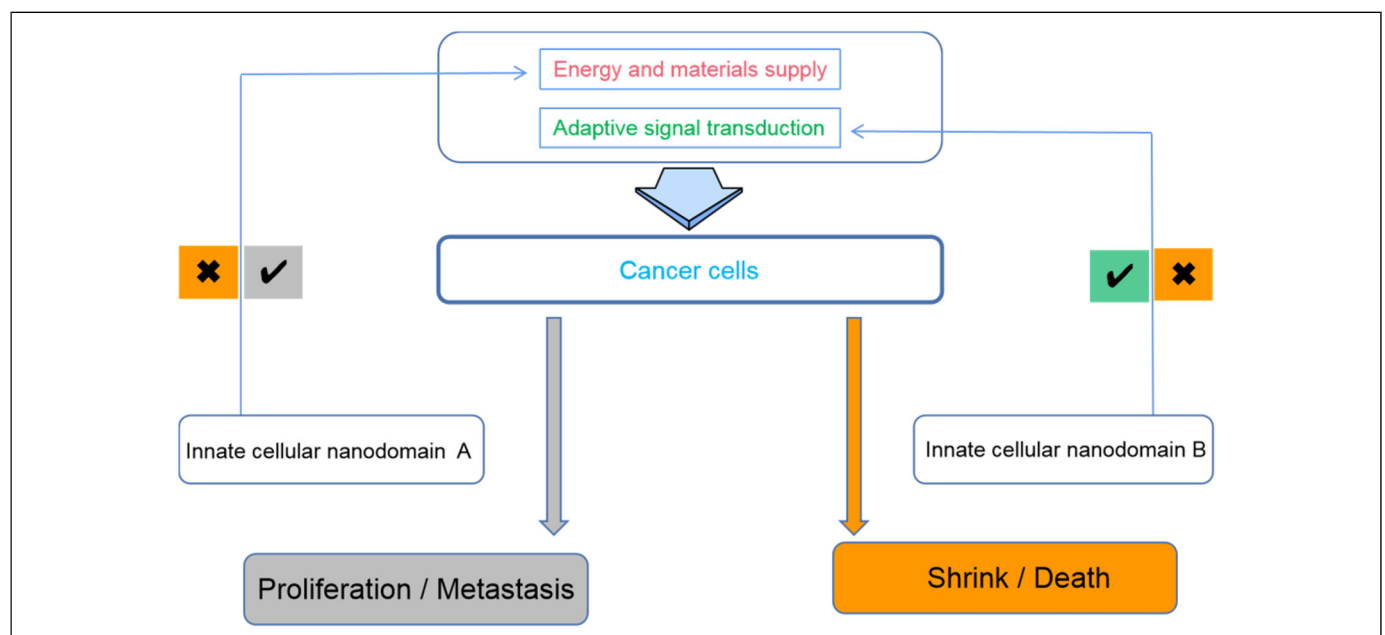 Energy and materials supply
Adaptive signal transduction
Cancer cells
✖ ✔
✔ ✖
Innate cellular nanodomain A
Innate cellular nanodomain B
Proliferation / Metastasis
Shrink / Death